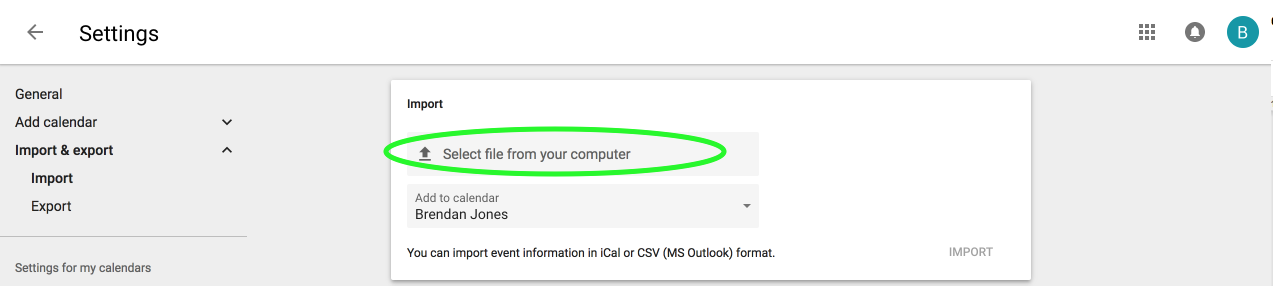 Settings
B
General
Add calendar
Import & export
Import
Export
Settings for my calendars
Import
Select file from your computer
Add to calendar
Brendan Jones
You can import event information in iCal or CSV (MS Outlook) format.
IMPORT